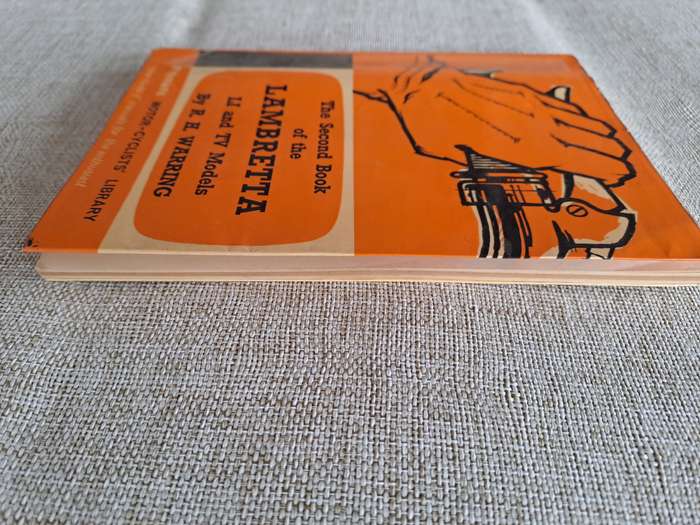 The Second Book
of the
LAMBRETTA
LI and TV Models
By R. H. WARRING
MOTOR-CYCLISTS' LIBRARY